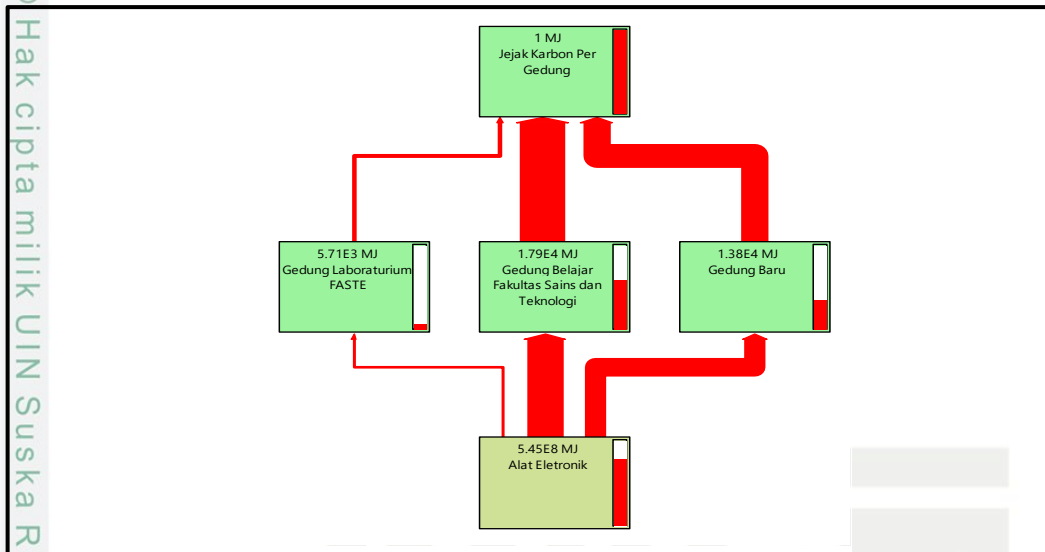 © Hak cipta milik UIN Suska R
1 MJ
Jejak Karbon Per
Gedung
5.71E3 MJ
Gedung Laboraturium
FASTE
1.79E4 MJ
Gedung Belajar
Fakultas Sains dan
Teknologi
1.38E4 MJ
Gedung Baru
5.45E8 MJ
Alat Eletronik